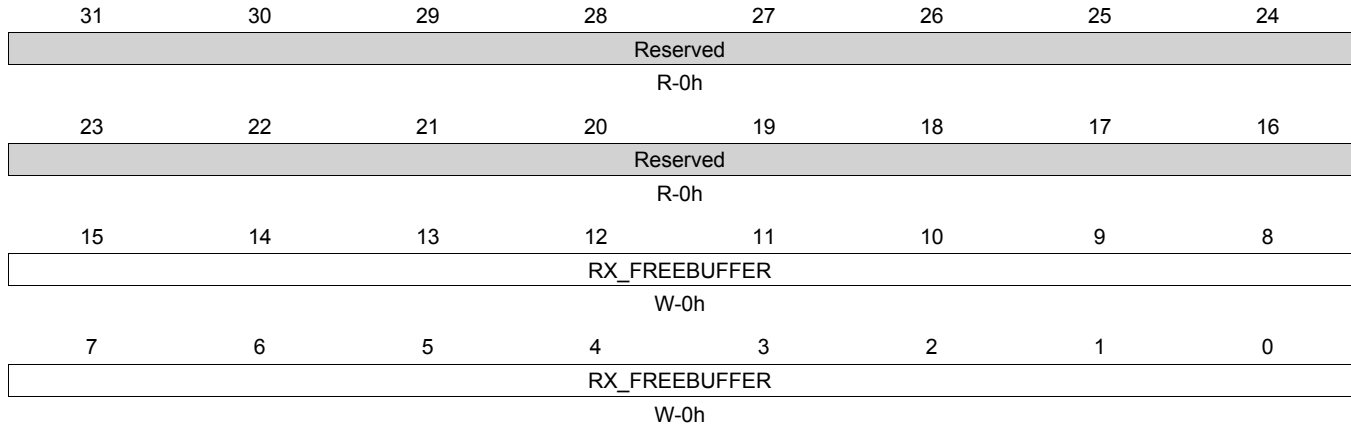 31 30 29 28 27 26 25 24
Reserved
R-0h
23 22 21 20 19 18 17 16
Reserved
R-0h
15 14 13 12 11 10 9 8
RX_FREEBUFFER
W-0h
7 6 5 4 3 2 1 0
RX_FREEBUFFER
W-0h